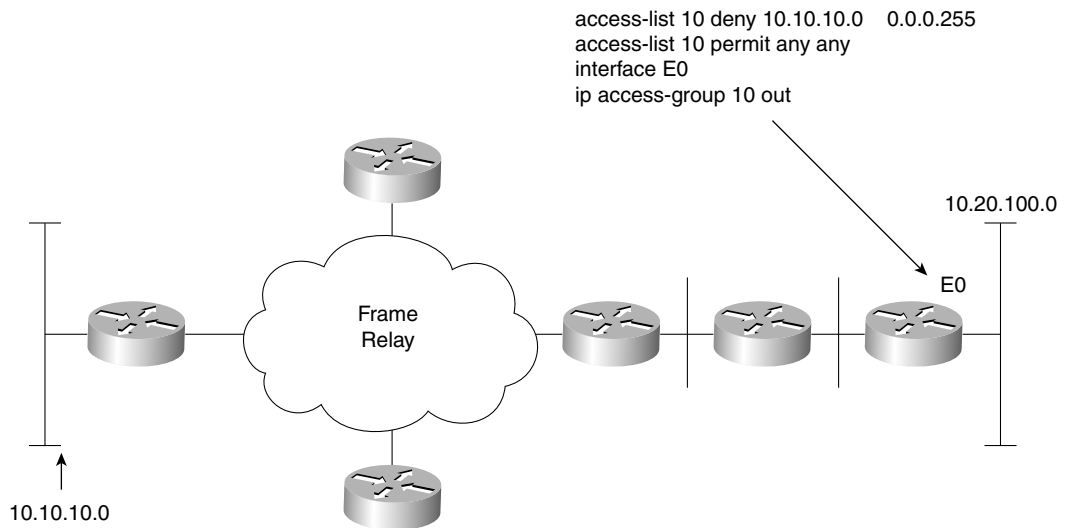 access-list 10 deny 10.10.10.0 0.0.0.255
access-list 10 permit any any
interface E0
ip access-group 10 out
10.20.100.0
E0
Frame
Relay
10.10.10.0